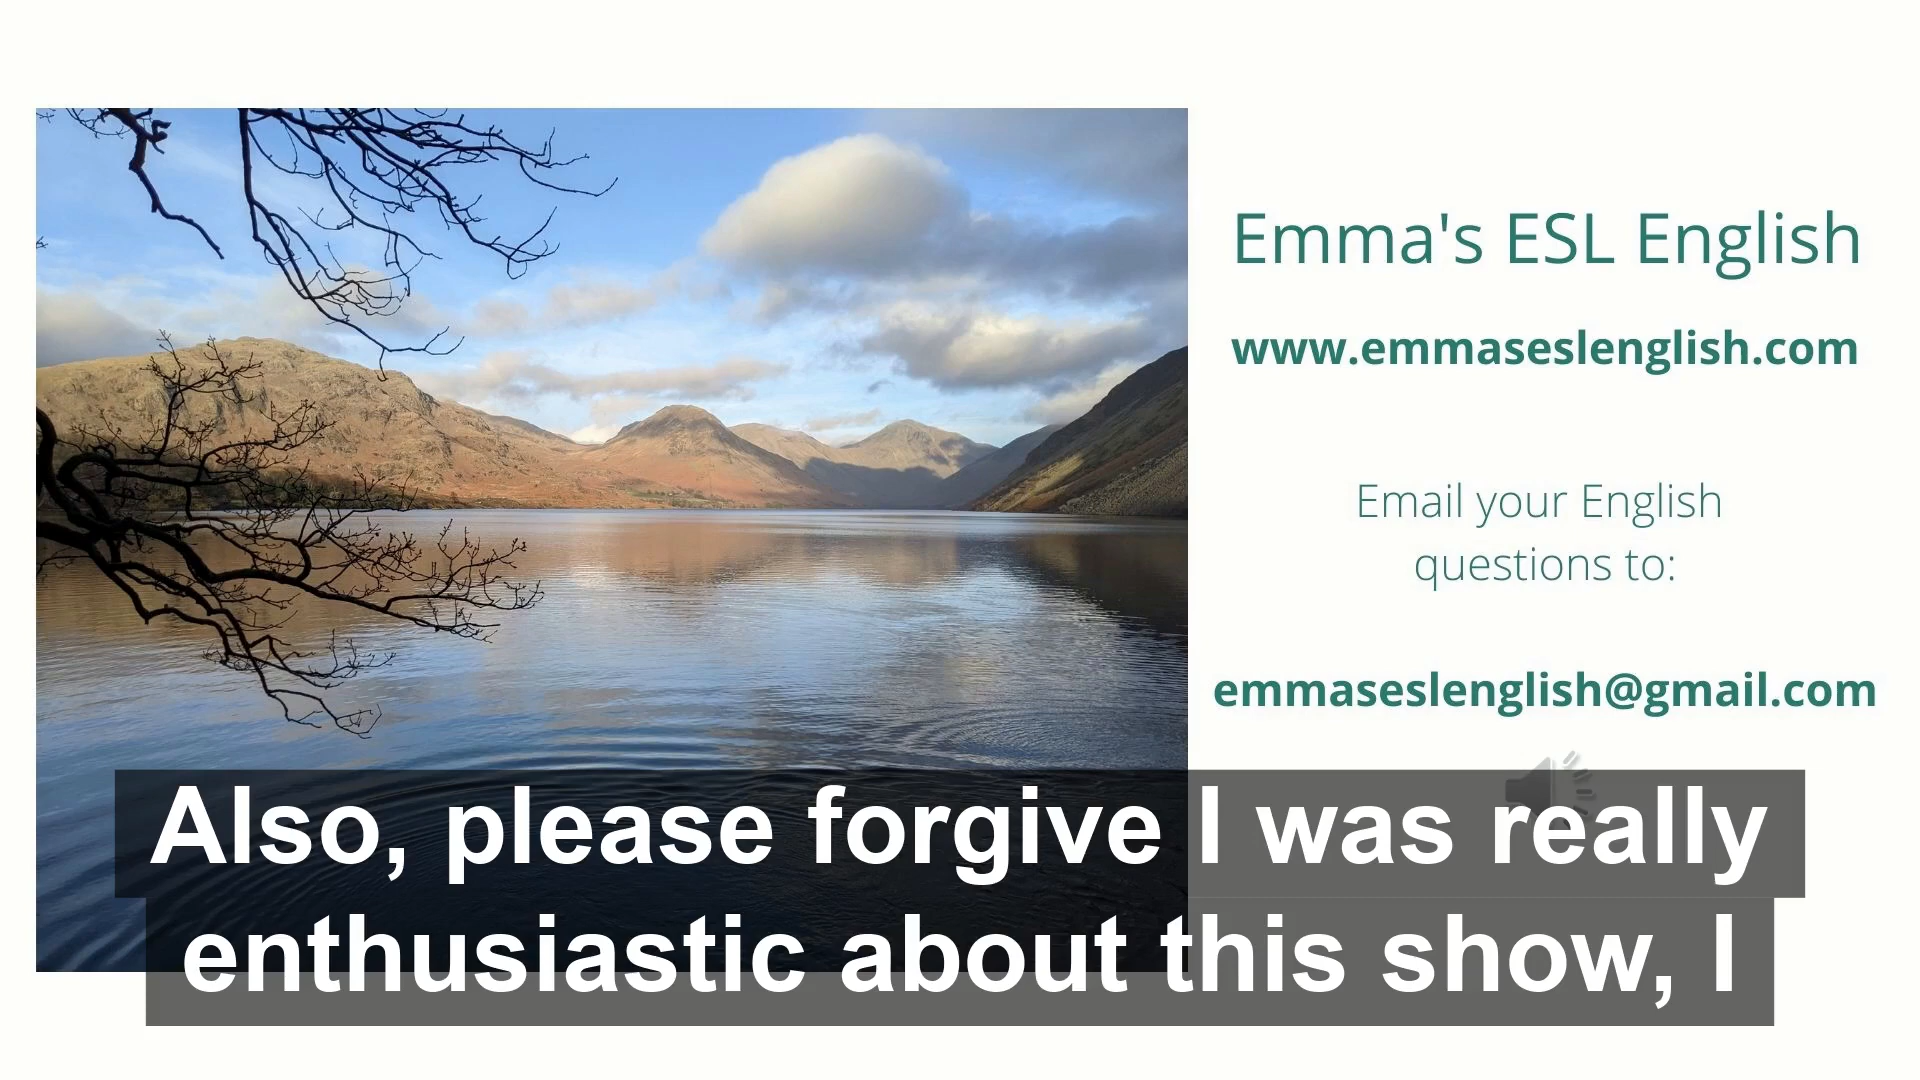 Emma's ESL English
www.emmaseslenglish.com
Email your English
questions to:
emmaseslenglish@gmail.com
Also, please forgive I was really
enthusiastic about this show, I